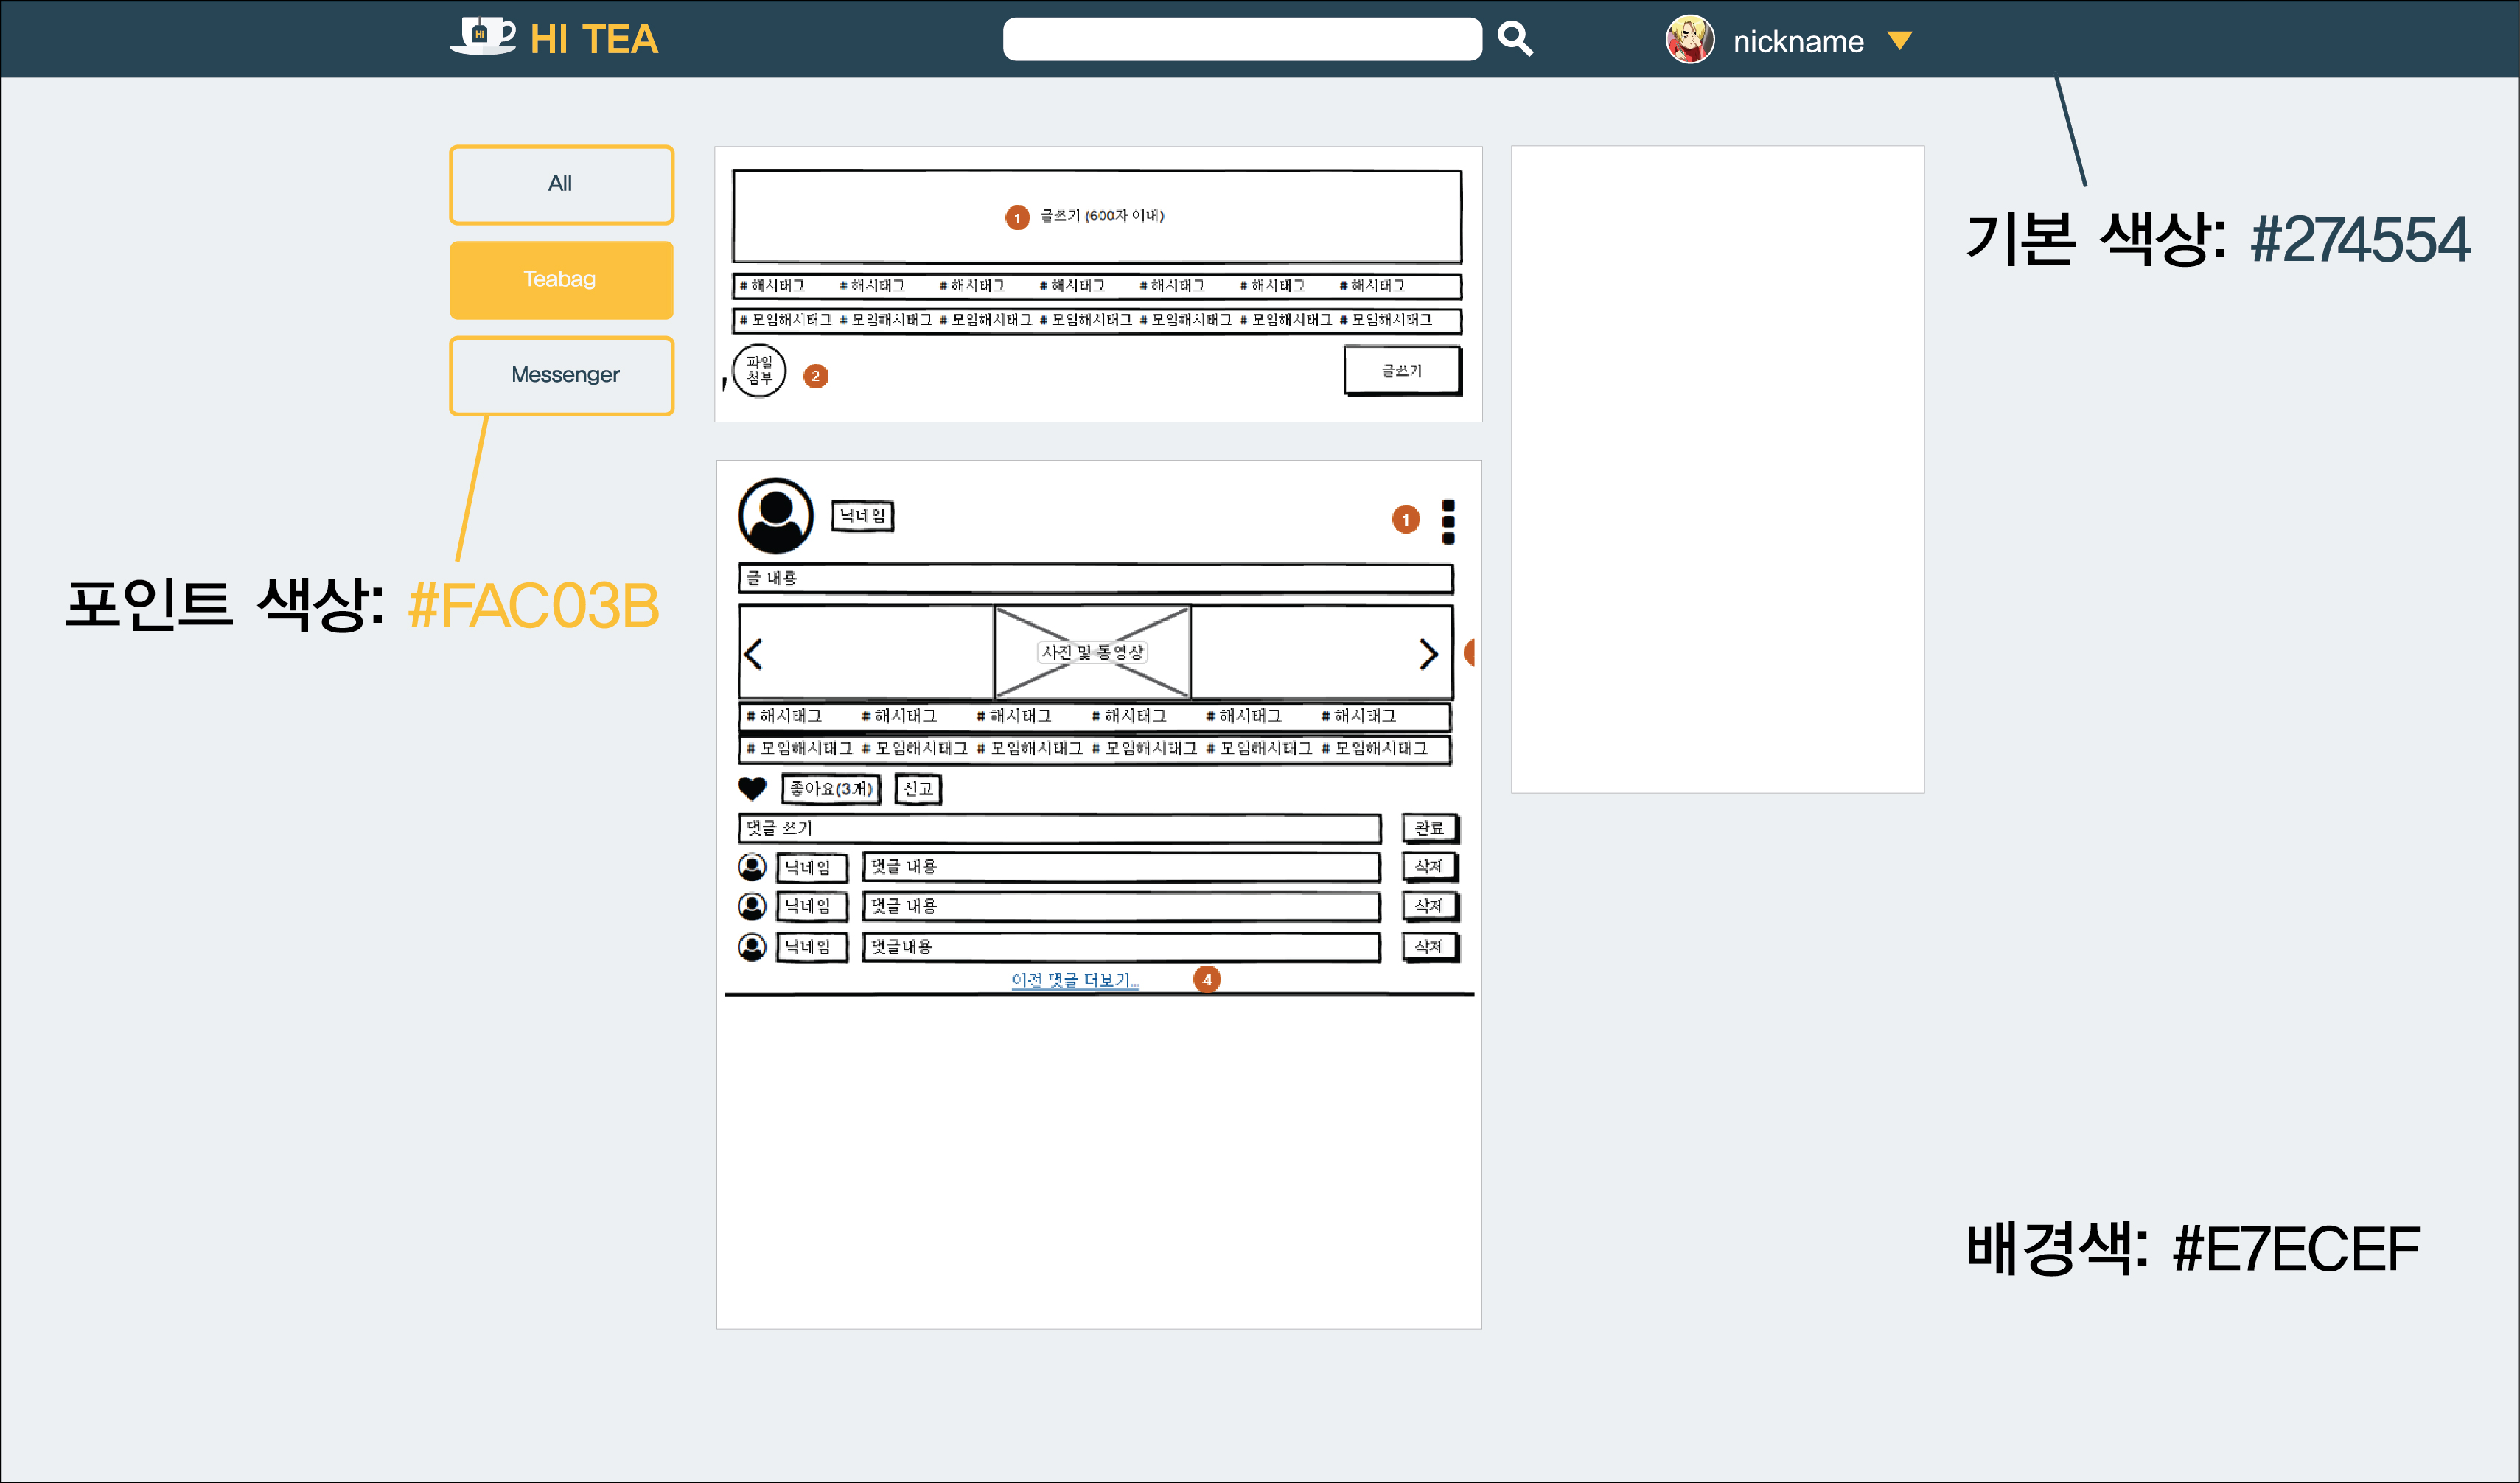 HI
HI TEA
nickname
All
Teabag
Messenger
1 글쓰기 (600자 이내)
# 해시태그 # 해시태그 # 해시태그 # 해시태그 # 해시태그 # 해시태그 # 해시태그
# 모임해시태그 # 모임해시태그 # 모임해시태그 # 모임해시태그 # 모임해시태그 # 모임해시태그 # 모임해시태그
파일
첨부
2
글쓰기
기본 색상: #274554
포인트 색상: #FAC03B
닉네임
1
글 내용
사진 및 동영상
# 해시태그 # 해시태그 # 해시태그 # 해시태그 # 해시태그 # 해시태그
# 모임해시태그 # 모임해시태그 # 모임해시태그 # 모임해시태그 # 모임해시태그 # 모임해시태그
좋아요(3개) 신고
댓글 쓰기 완료
닉네임 댓글 내용 삭제
닉네임 댓글 내용 삭제
닉네임 댓글내용 삭제
이전 댓글 더보기... 4
배경색: #E7ECEF